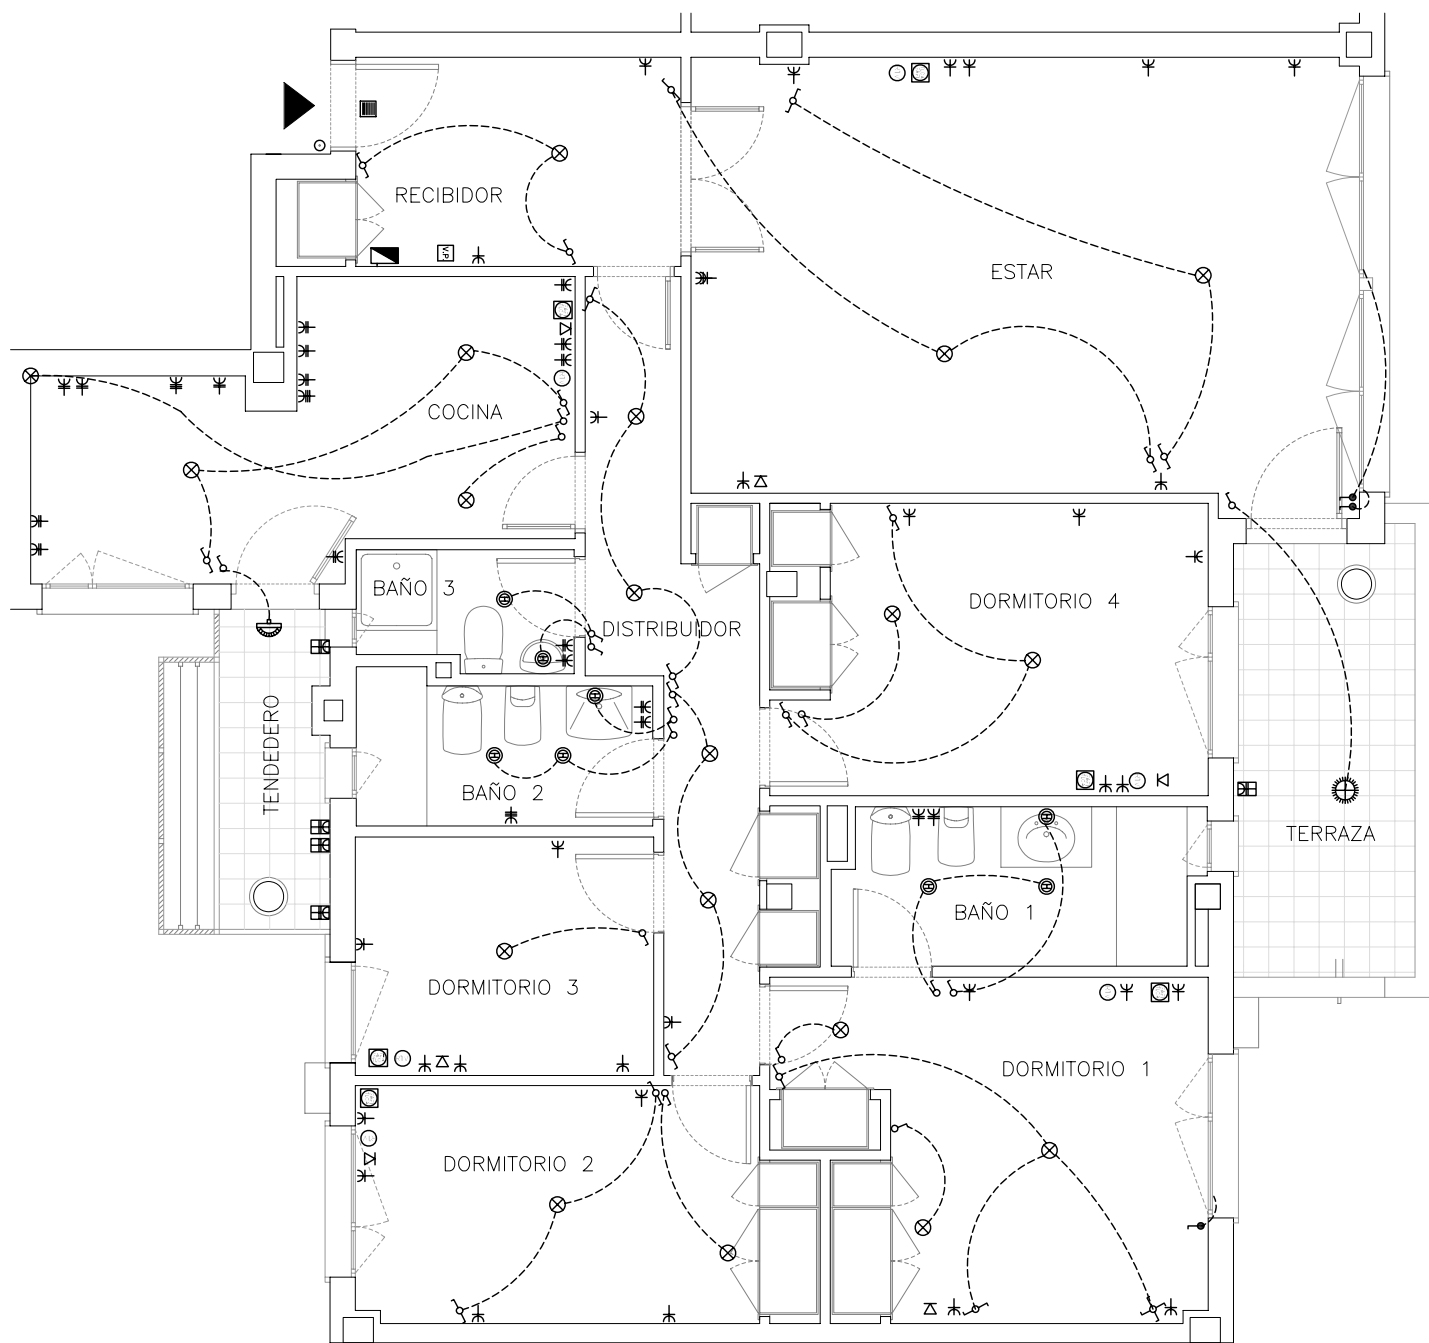 RECIBIDOR
V.P
ESTAR
COCINA
BAÑO 3
DORMITORIO 4
DISTRIBUIDOR
TENDEDERO
BAÑO 2
TERRAZA
BAÑO 1
DORMITORIO 3
DORMITORIO 1
DORMITORIO 2